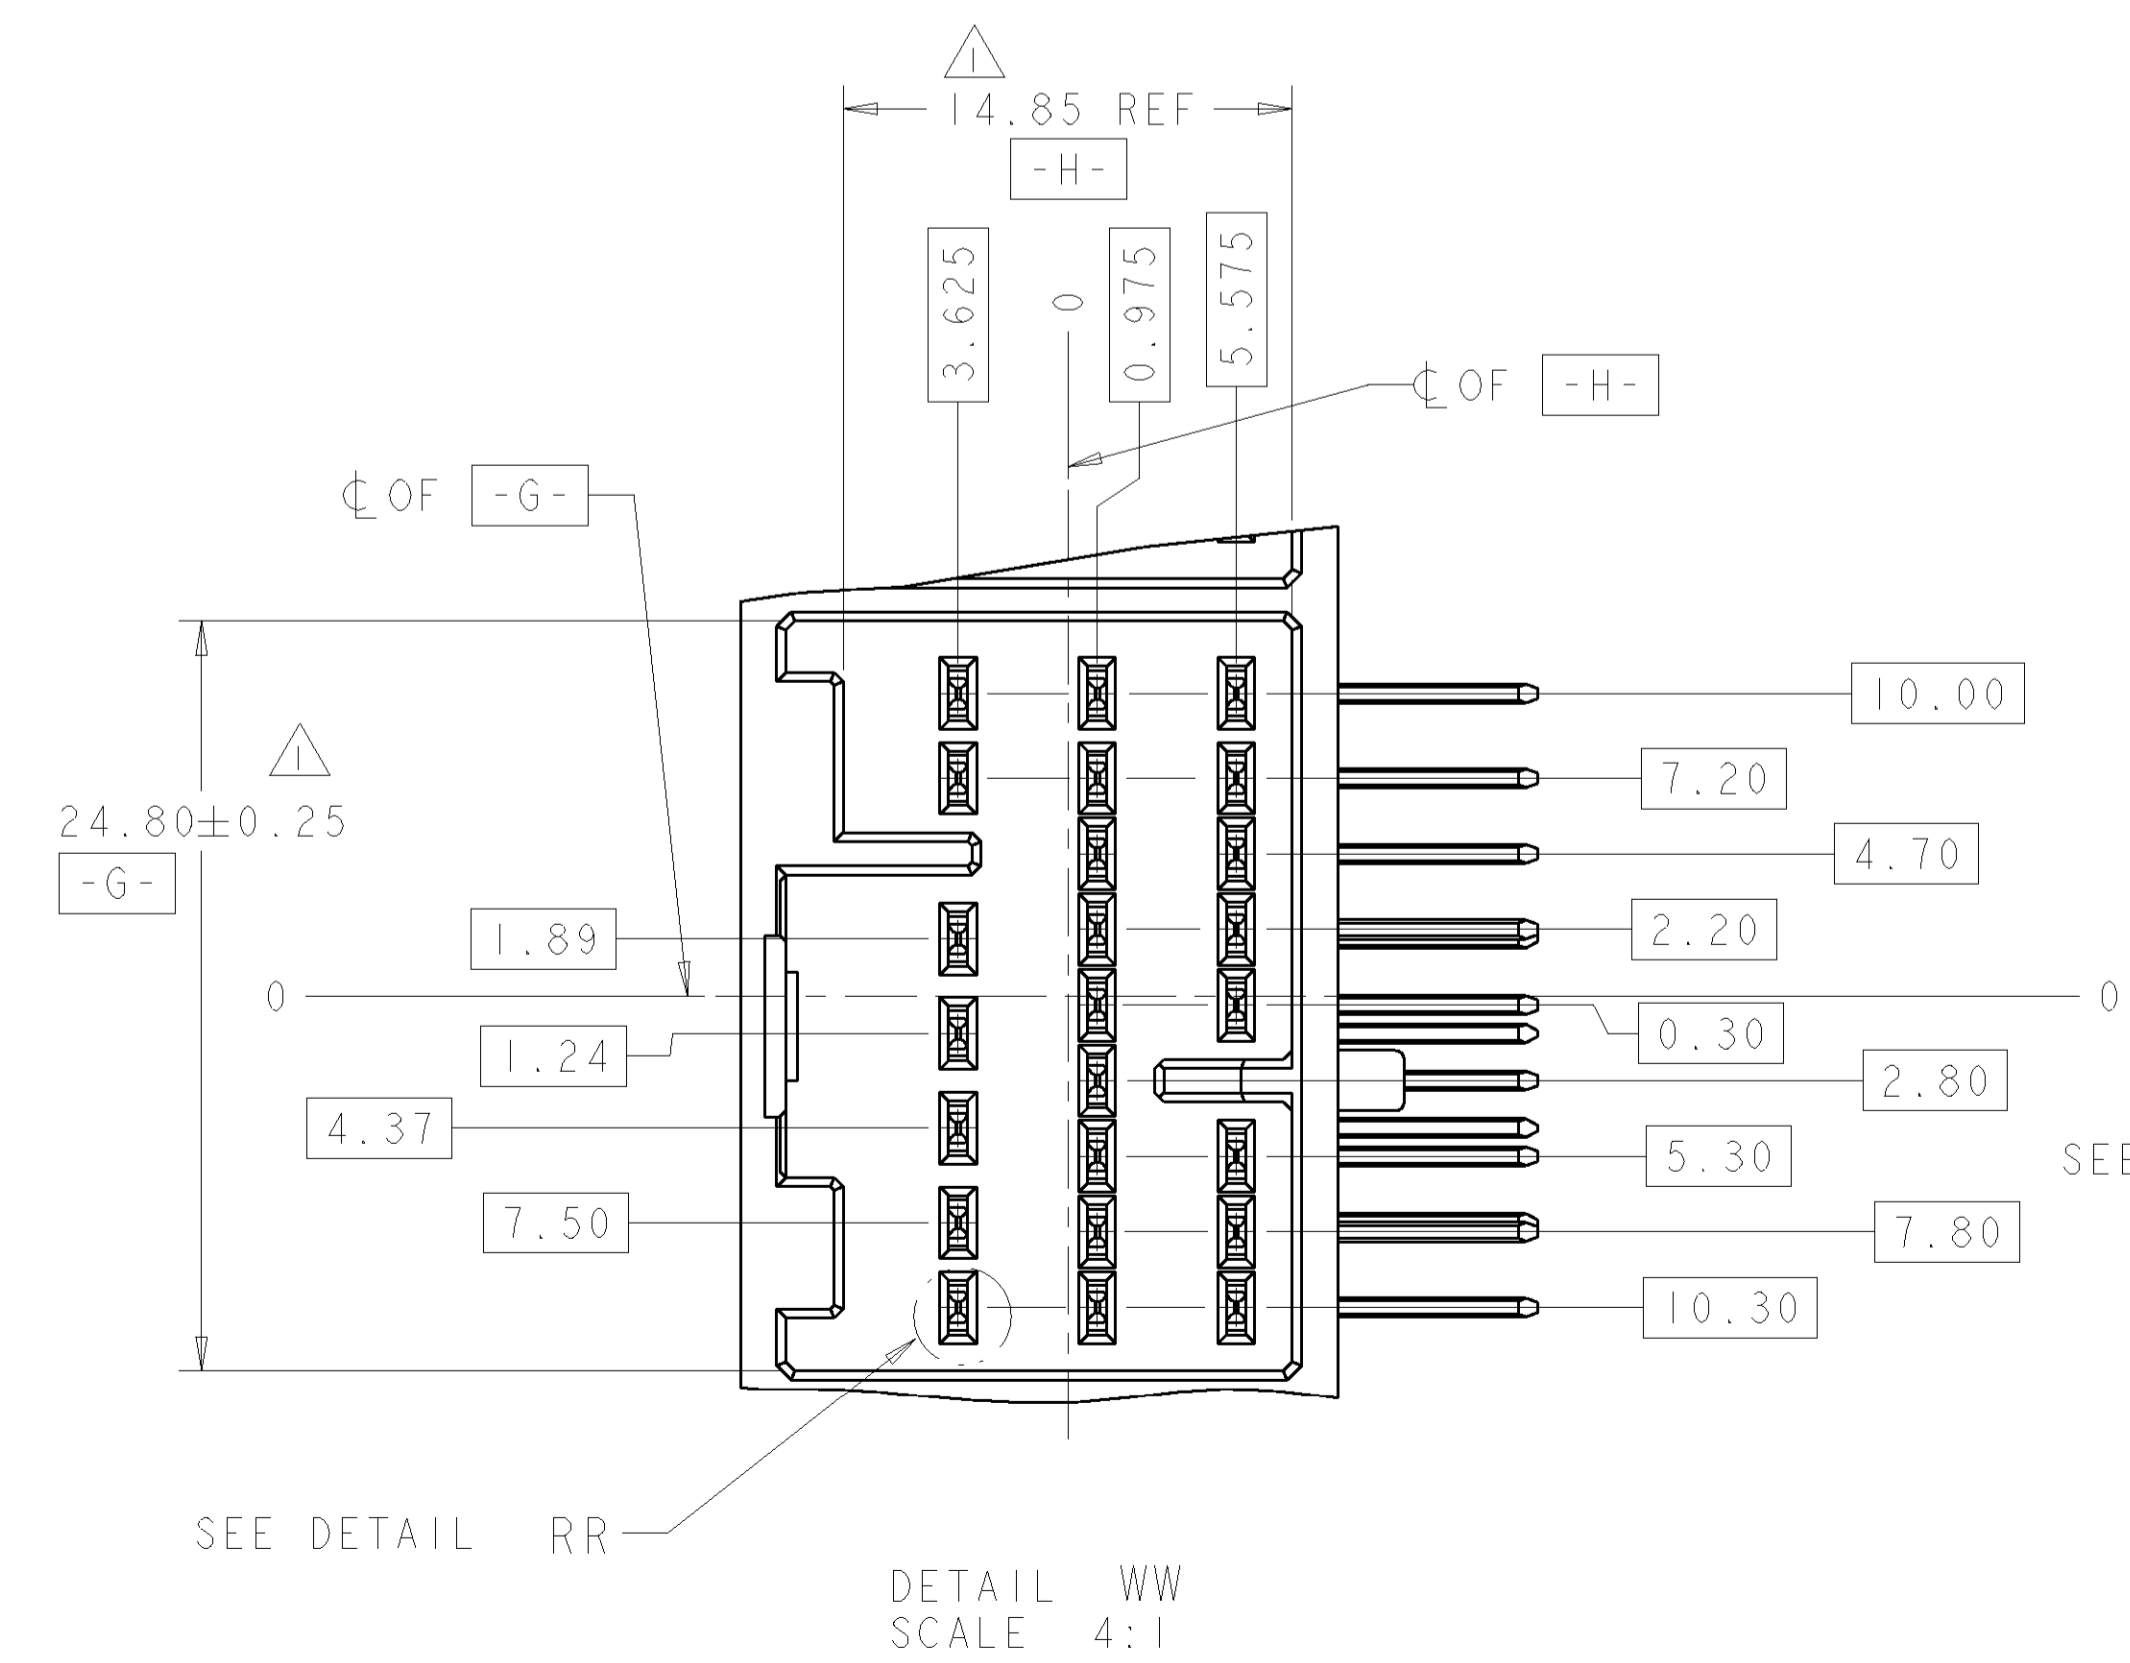 1
14.85 REF
-H-
3.625
0
0.975
5.575
℄ OF -H-
℄ OF -G-
10.00
1
7.20
24.80±0.25
4.70
-G-
1.89
2.20
0
0
1.24
0.30
2.80
4.37
5.30
SEE
7.50
7.80
10.30
SEE DETAIL RR
DETAIL WW
SCALE 4:1